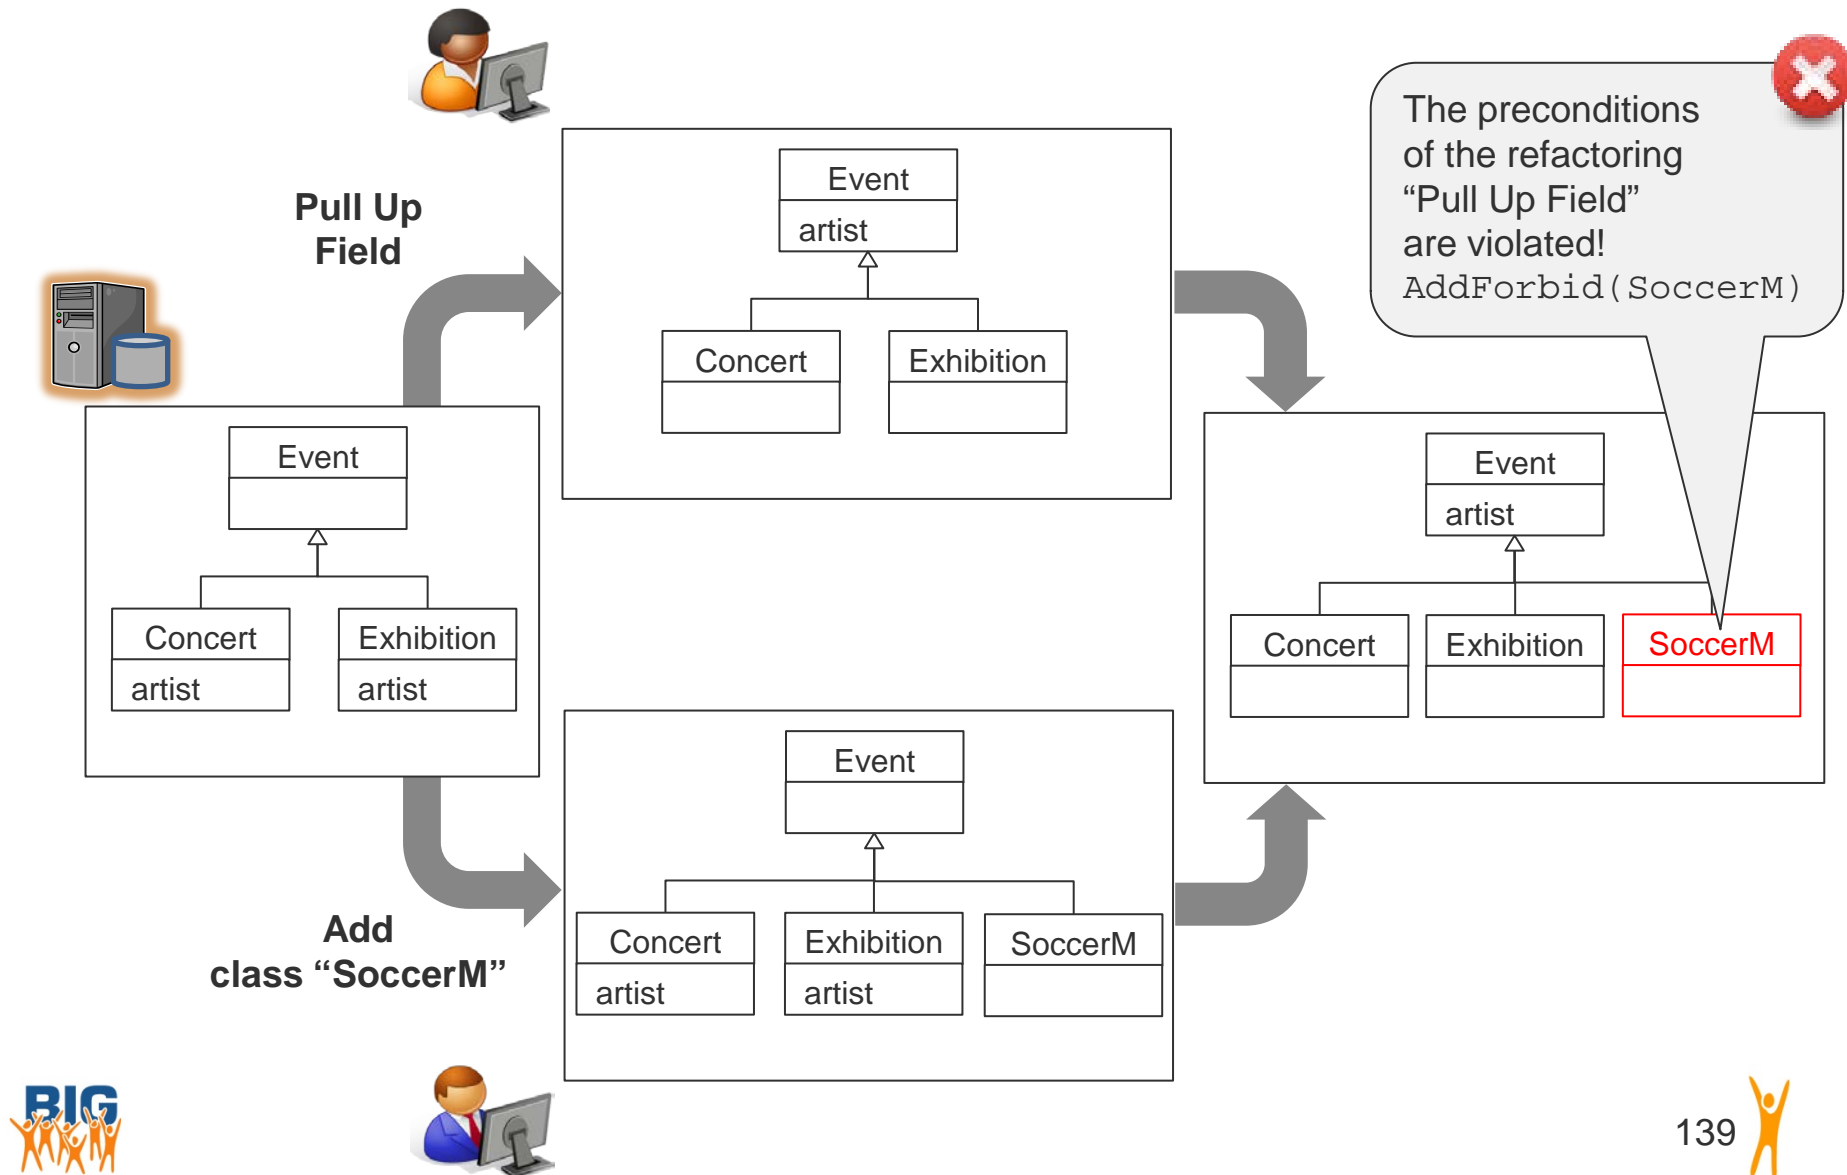 Pull Up
Field
Event
artist
Concert
Exhibition
The preconditions
of the refactoring
“Pull Up Field”
are violated!
AddForbid(SoccerM)
Event
Concert
artist
Exhibition
artist
Event
artist
Concert
Exhibition
SoccerM
Add
class “SoccerM”
Event
Concert
artist
Exhibition
artist
SoccerM
BIG
139